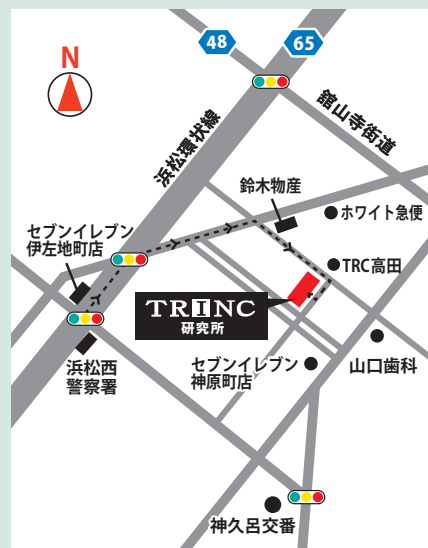 48
65
N
舘山寺街道
浜松環状線
鈴木物産
ホワイト急便
セブンイレブン
伊左地町店
TRC高田
TRINC
研究所
浜松西
警察署
セブンイレブン
神原町店
山口歯科
神久呂交番